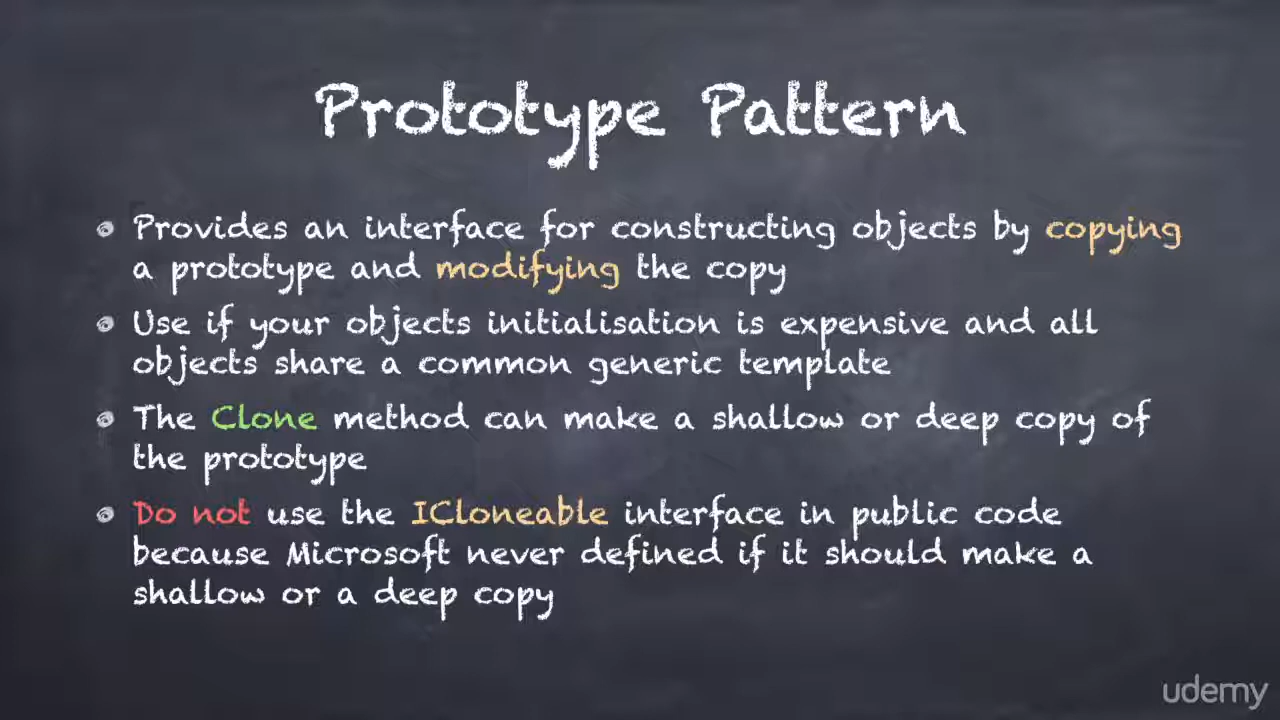 Prototype Pattern
Provides an interface for constructing objects by copying
a prototype and modifying the copy
Use if your objects initialisation is expensive and all
objects share a common generic template
The Clone method can make a shallow or deep copy of
the prototype
Do not use the ICloneable interface in public code
because Microsoft never defined if it should make a
shallow or a deep copy
udemy